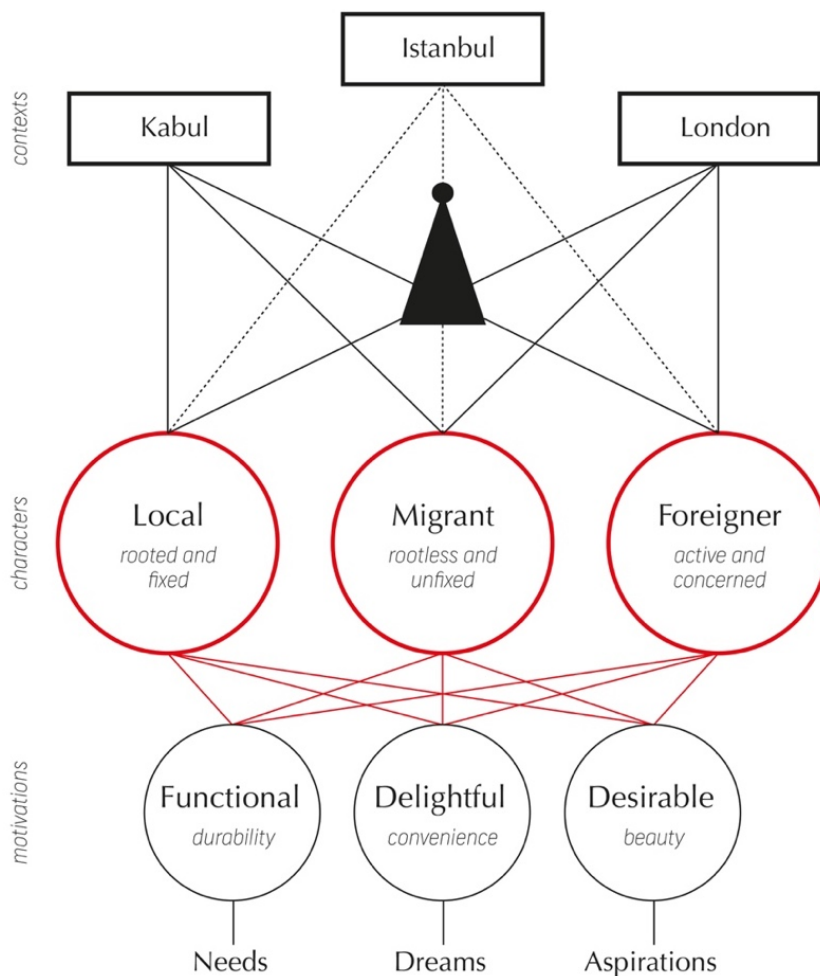 Istanbul
contexts
Kabul
London
characters
Local
rooted and
fixed
Migrant
rootless and
unfixed
Foreigner
active and
concerned
motivations
Functional
durability
Delightful
convenience
Desirable
beauty
Needs
Dreams
Aspirations